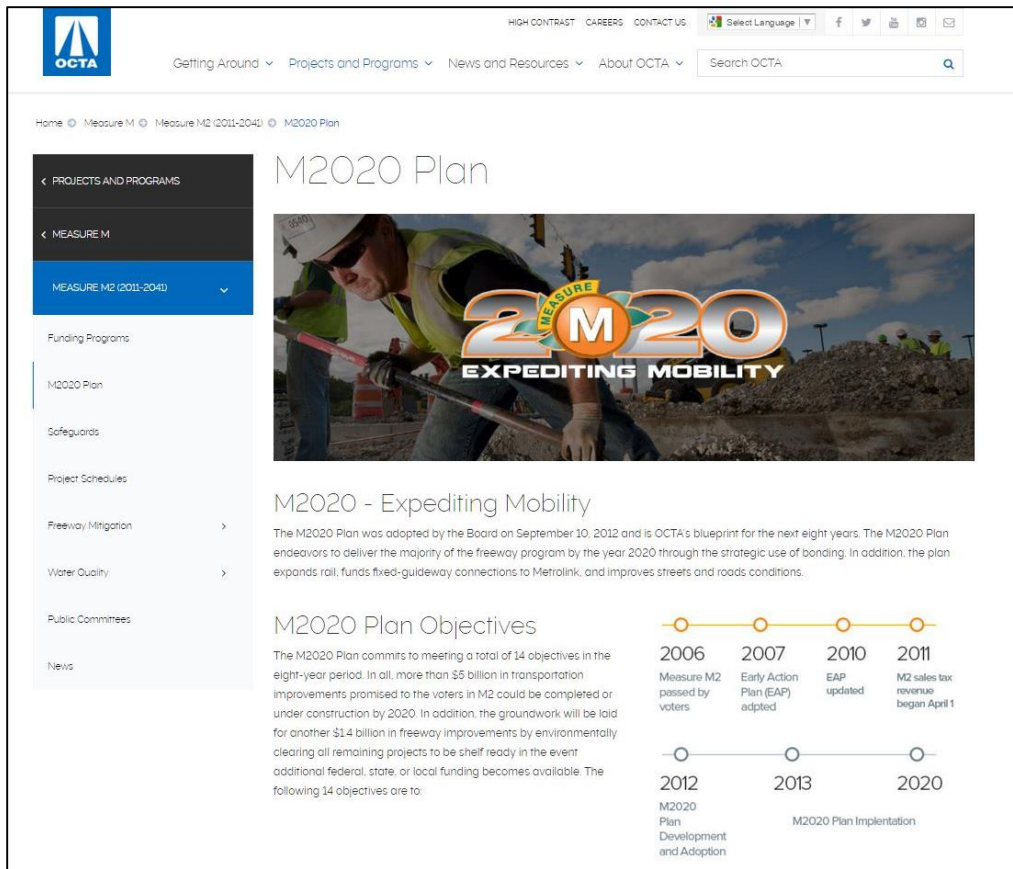 HIGH CONTRAST CAREERS CONTACT US Select Language ▼
OCTA
Getting Around Projects and Programs News and Resources About OCTA Search OCTA
Home Measure M Measure M2 (2011-2041) M2020 Plan
PROJECTS AND PROGRAMS
MEASURE M
MEASURE M2 (2011-2041)
Funding Programs
M2020 Plan
Safeguards
Project Schedules
Freeway Mitigation
Water Quality
Public Committees
News
M2020 Plan
0540
MEASURE
2M20
EXPEDITING MOBILITY
M2020 - Expediting Mobility
The M2020 Plan was adopted by the Board on September 10, 2012 and is OCTA's blueprint for the next eight years. The M2020 Plan
endeavors to deliver the majority of the freeway program by the year 2020 through the strategic use of bonding. In addition, the plan
expands rail, funds fixed-guideway connections to Metrolink, and improves streets and roads conditions.
M2020 Plan Objectives
The M2020 Plan commits to meeting a total of 14 objectives in the
eight-year period. In all, more than $5 billion in transportation
improvements promised to the voters in M2 could be completed or
under construction by 2020. In addition, the groundwork will be laid
for another $1.4 billion in freeway improvements by environmentally
clearing all remaining projects to be shelf ready in the event
additional federal, state, or local funding becomes available. The
following 14 objectives are to:
2006 2007 2010 2011
Measure M2 Early Action EAP M2 sales tax
passed by Plan (EAP) updated revenue
voters adpted began April 1
2012 2013 2020
M2020
Plan M2020 Plan Implentation
Development
and Adoption